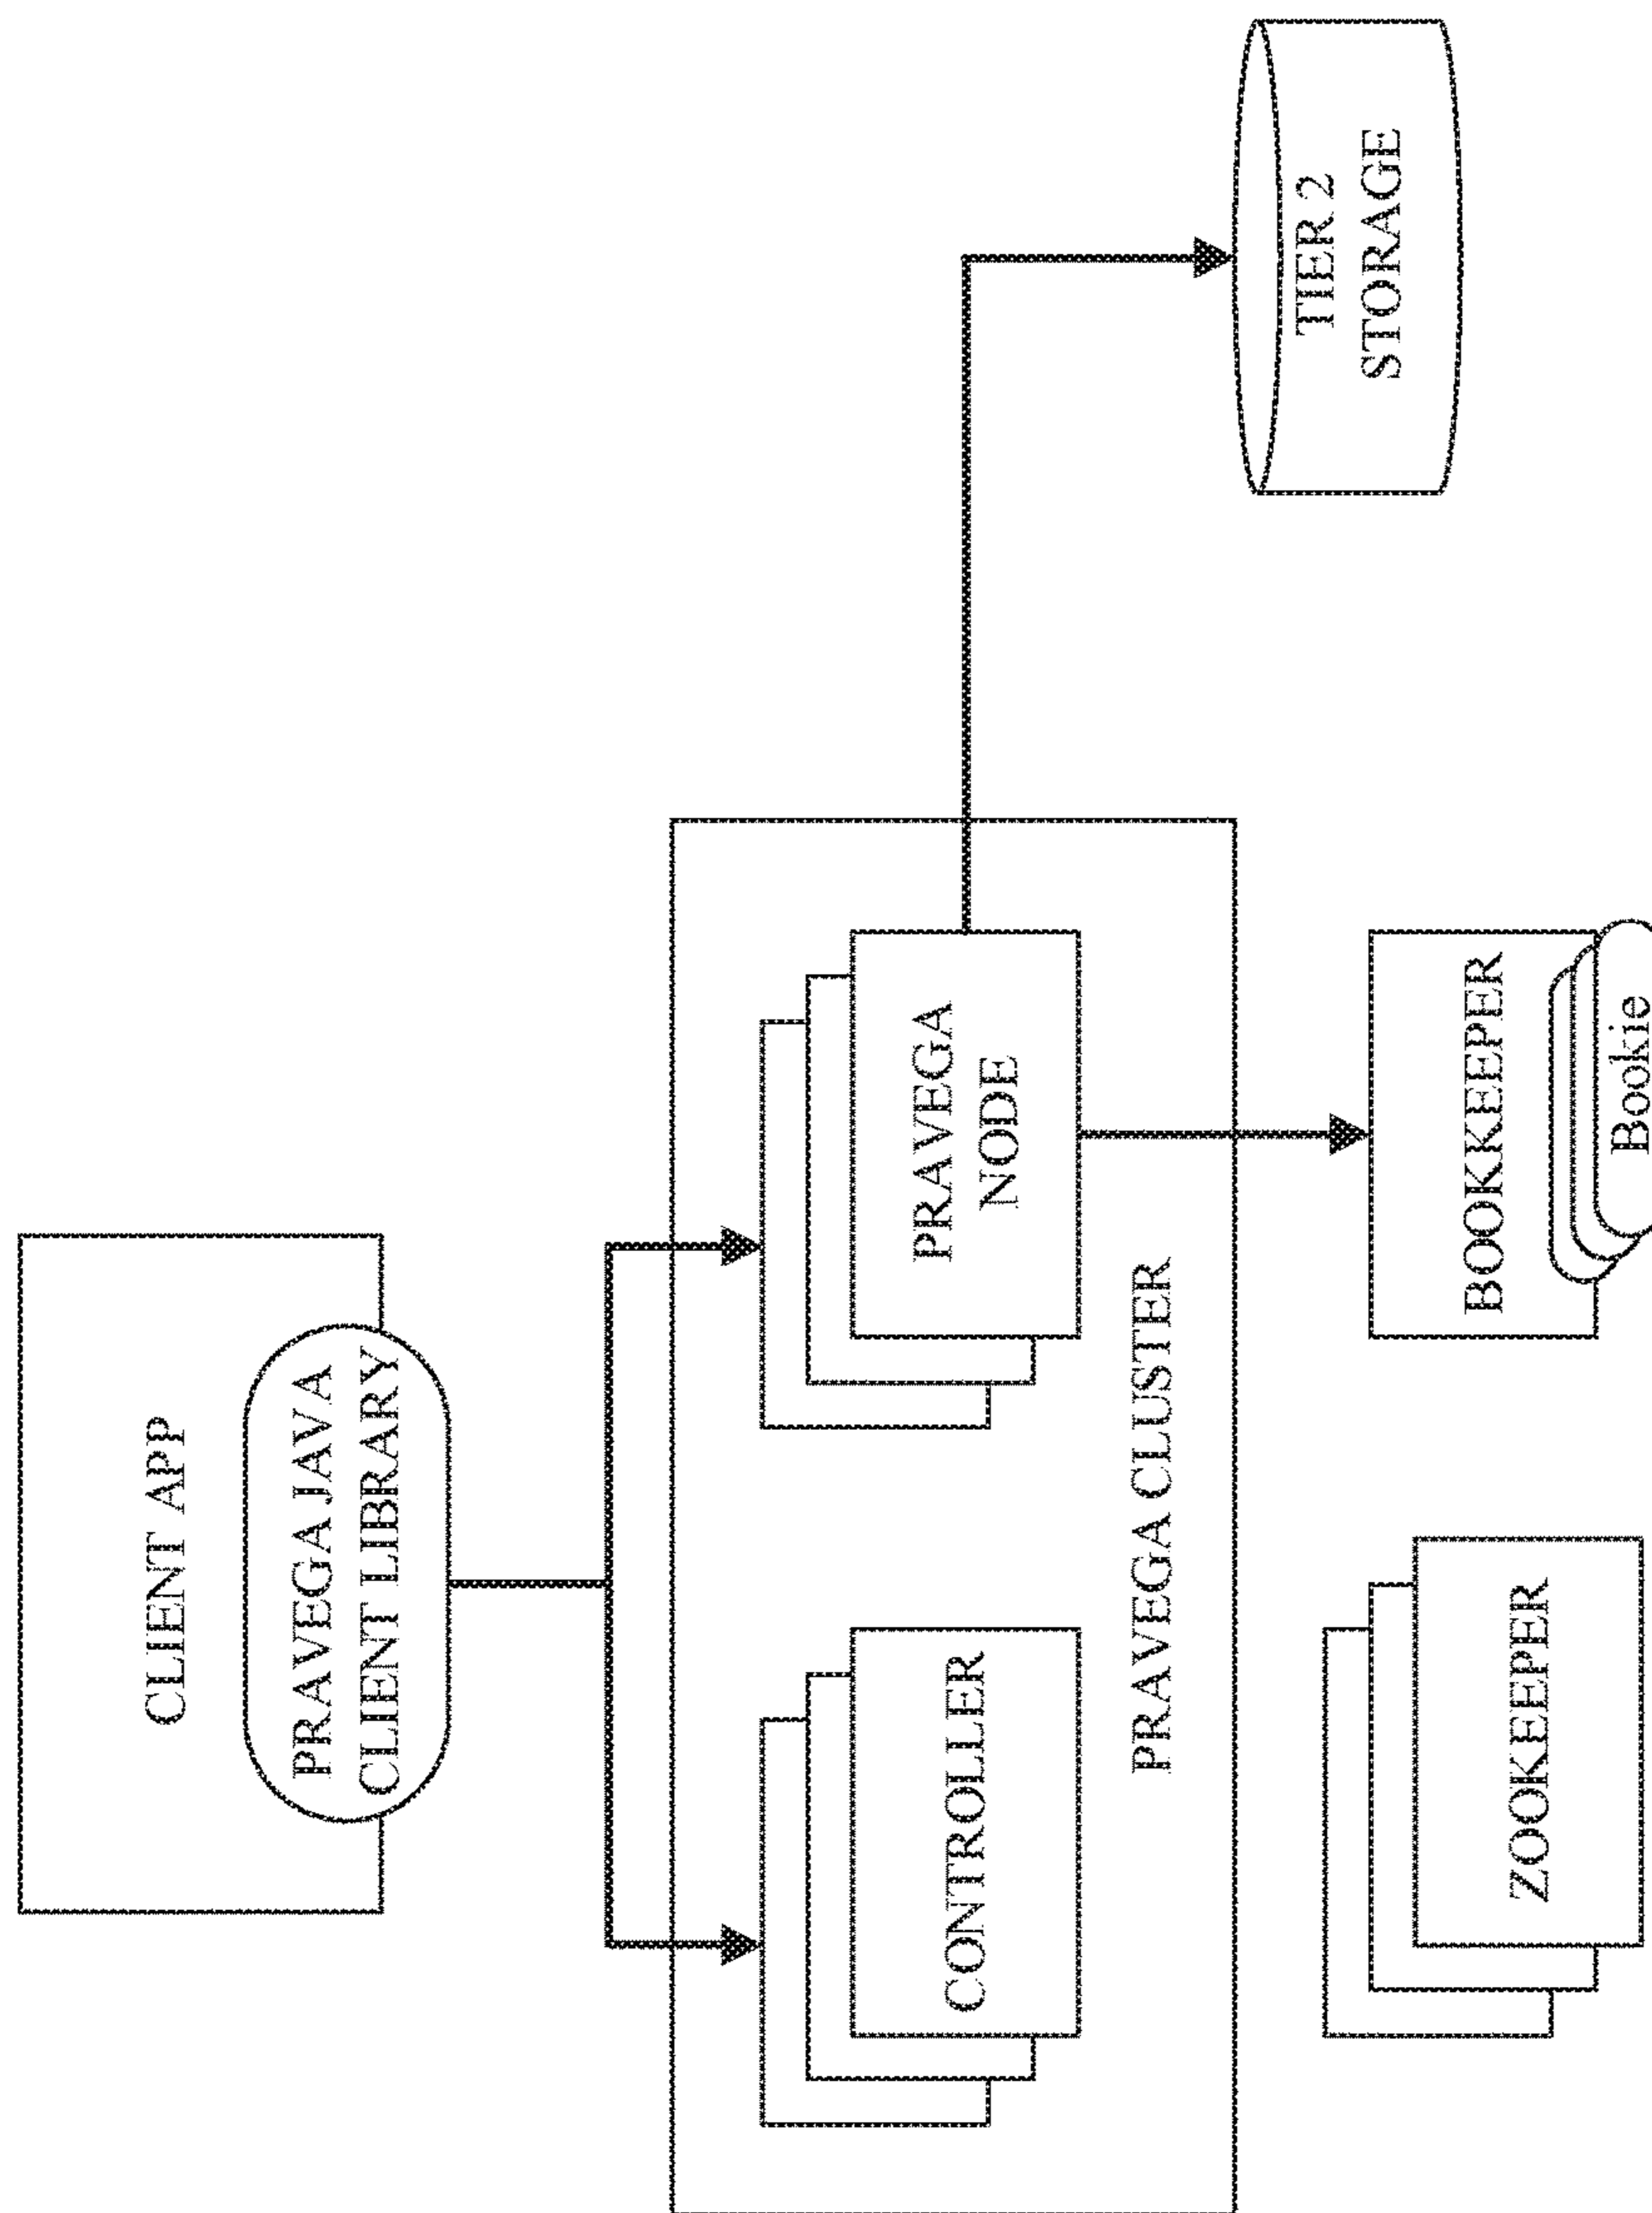 CLIENT APP
PRAVEGA JAVA
CLIENT LIBRARY
CONTROLLER
PRAVEGA
NODE
PRAVEGA CLUSTER
TIER 2
STORAGE
ZOOKEEPER
BOOKKEEPER
Bookie